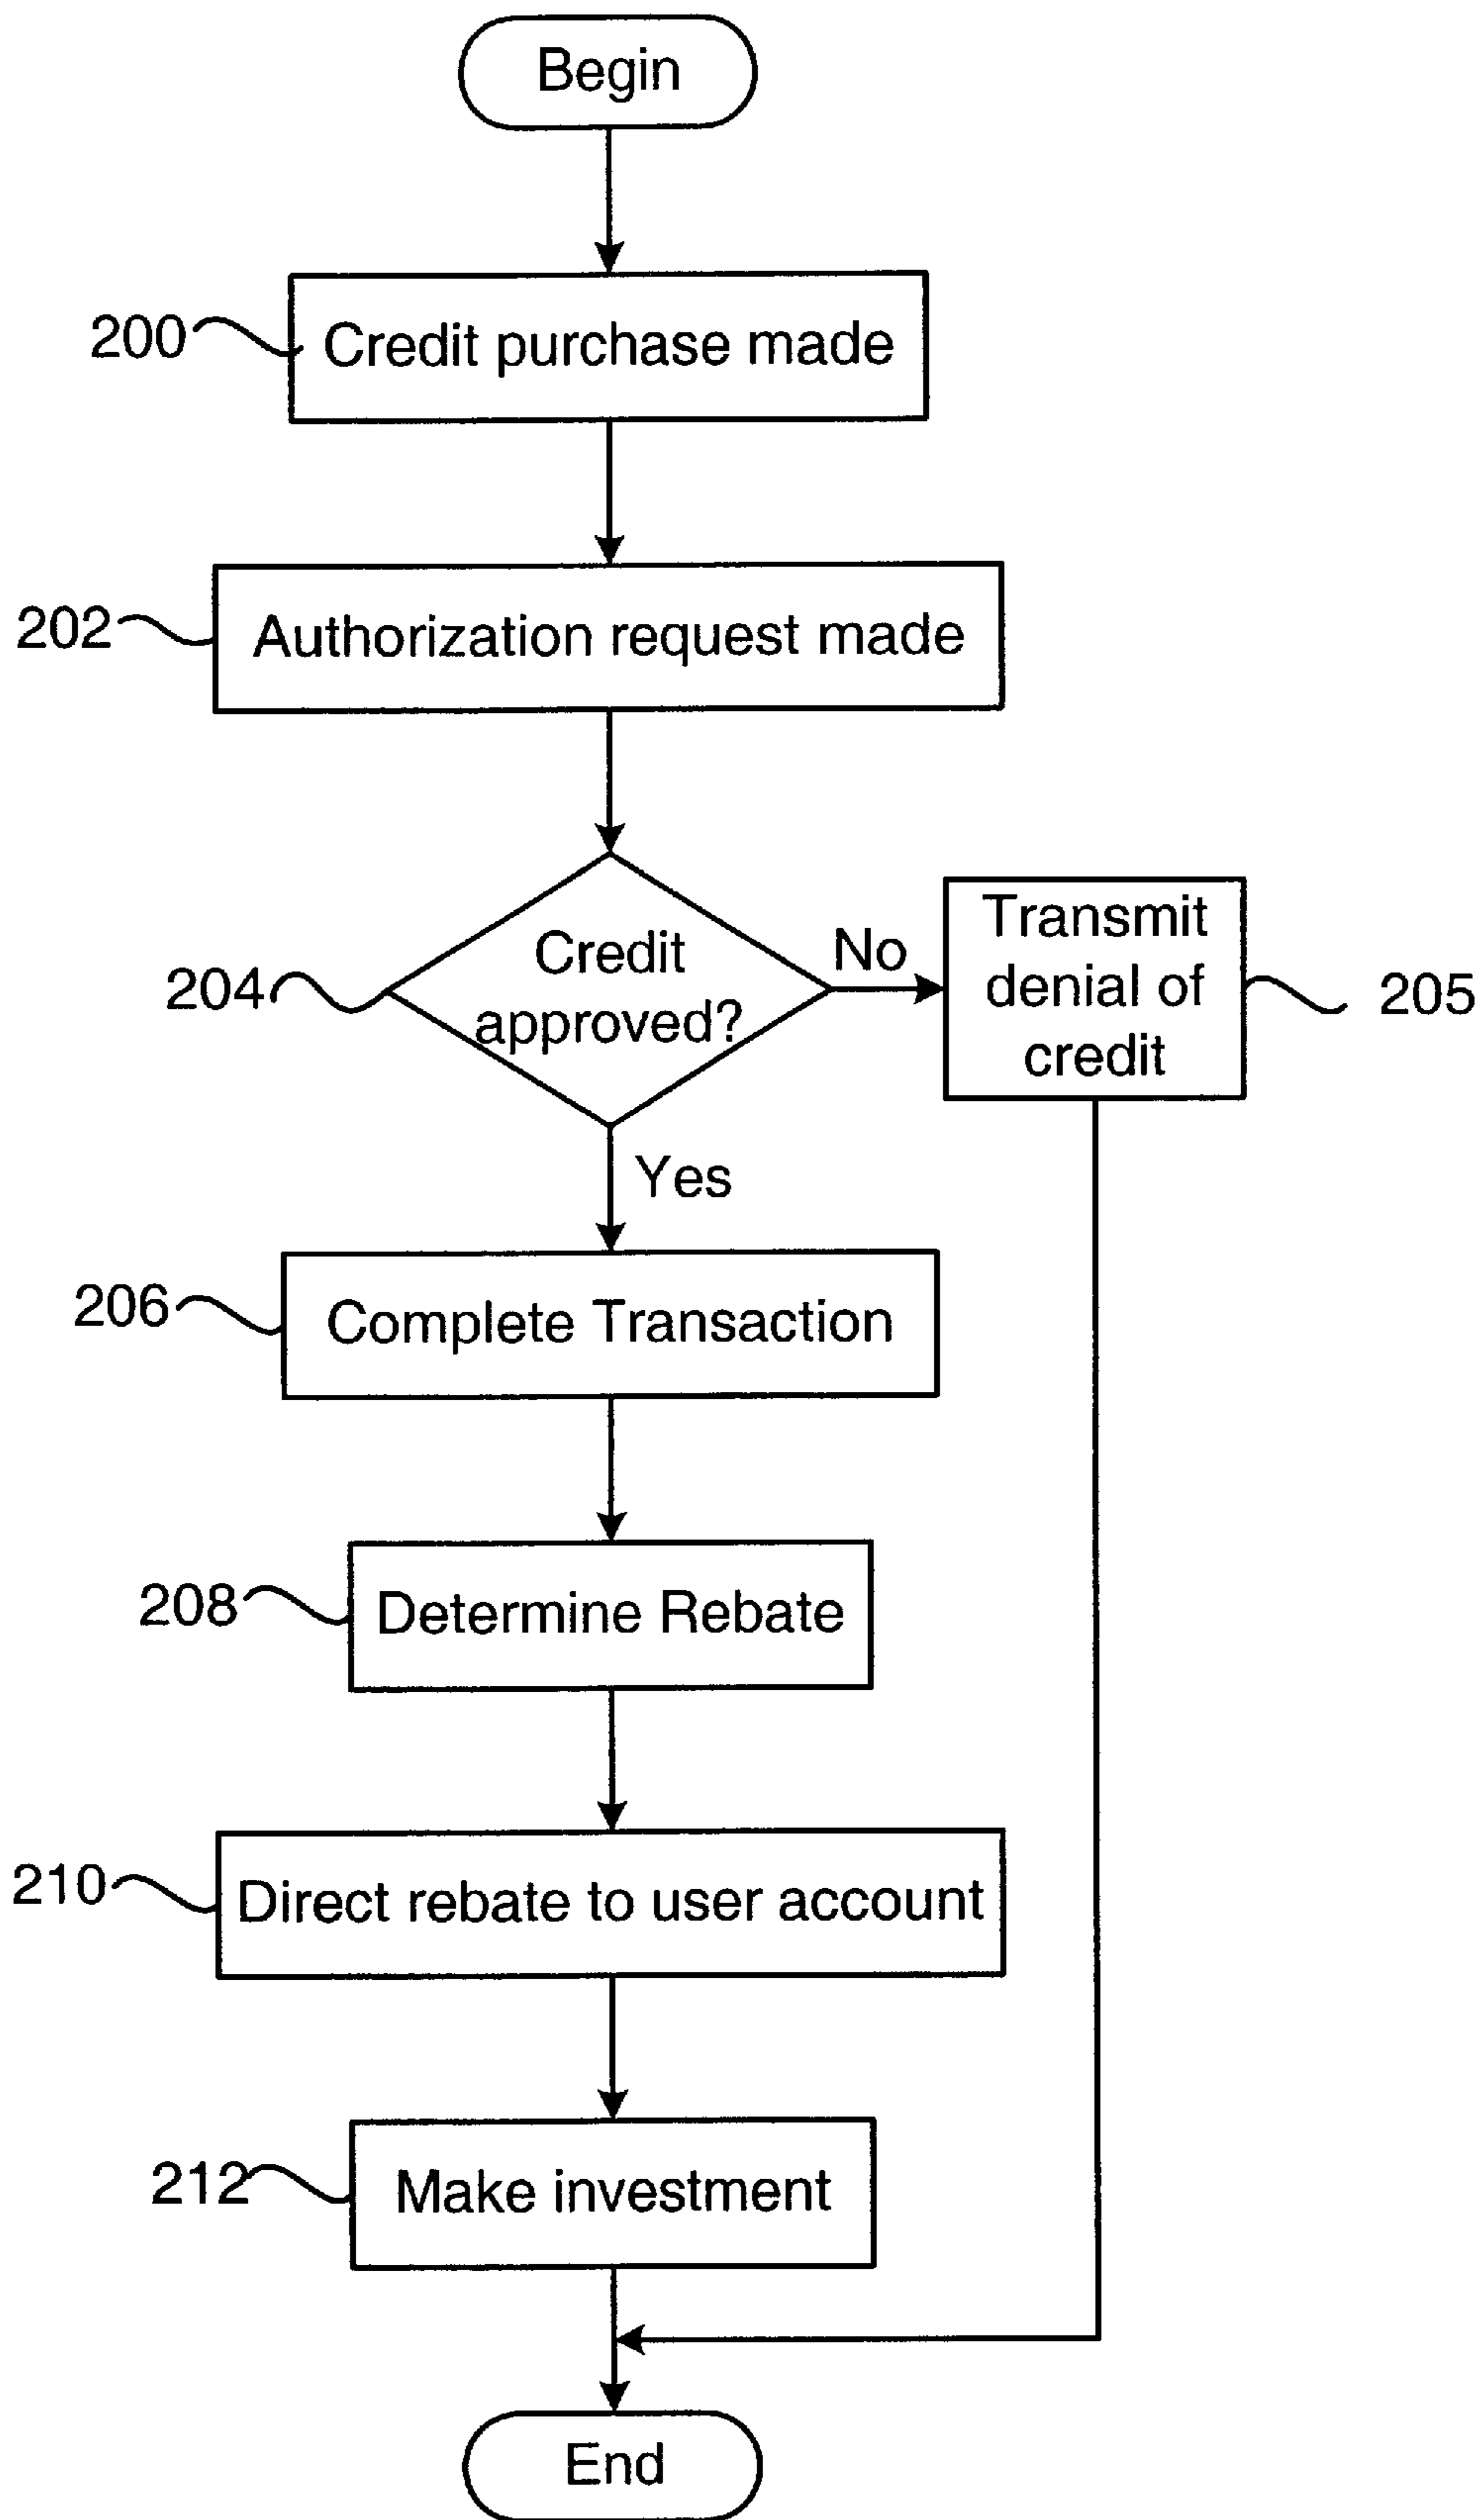 Begin
200
Credit purchase made
202
Authorization request made
204
Credit
approved?
No
Transmit
denial of
credit
205
Yes
206
Complete Transaction
208
Determine Rebate
210
Direct rebate to user account
212
Make investment
End